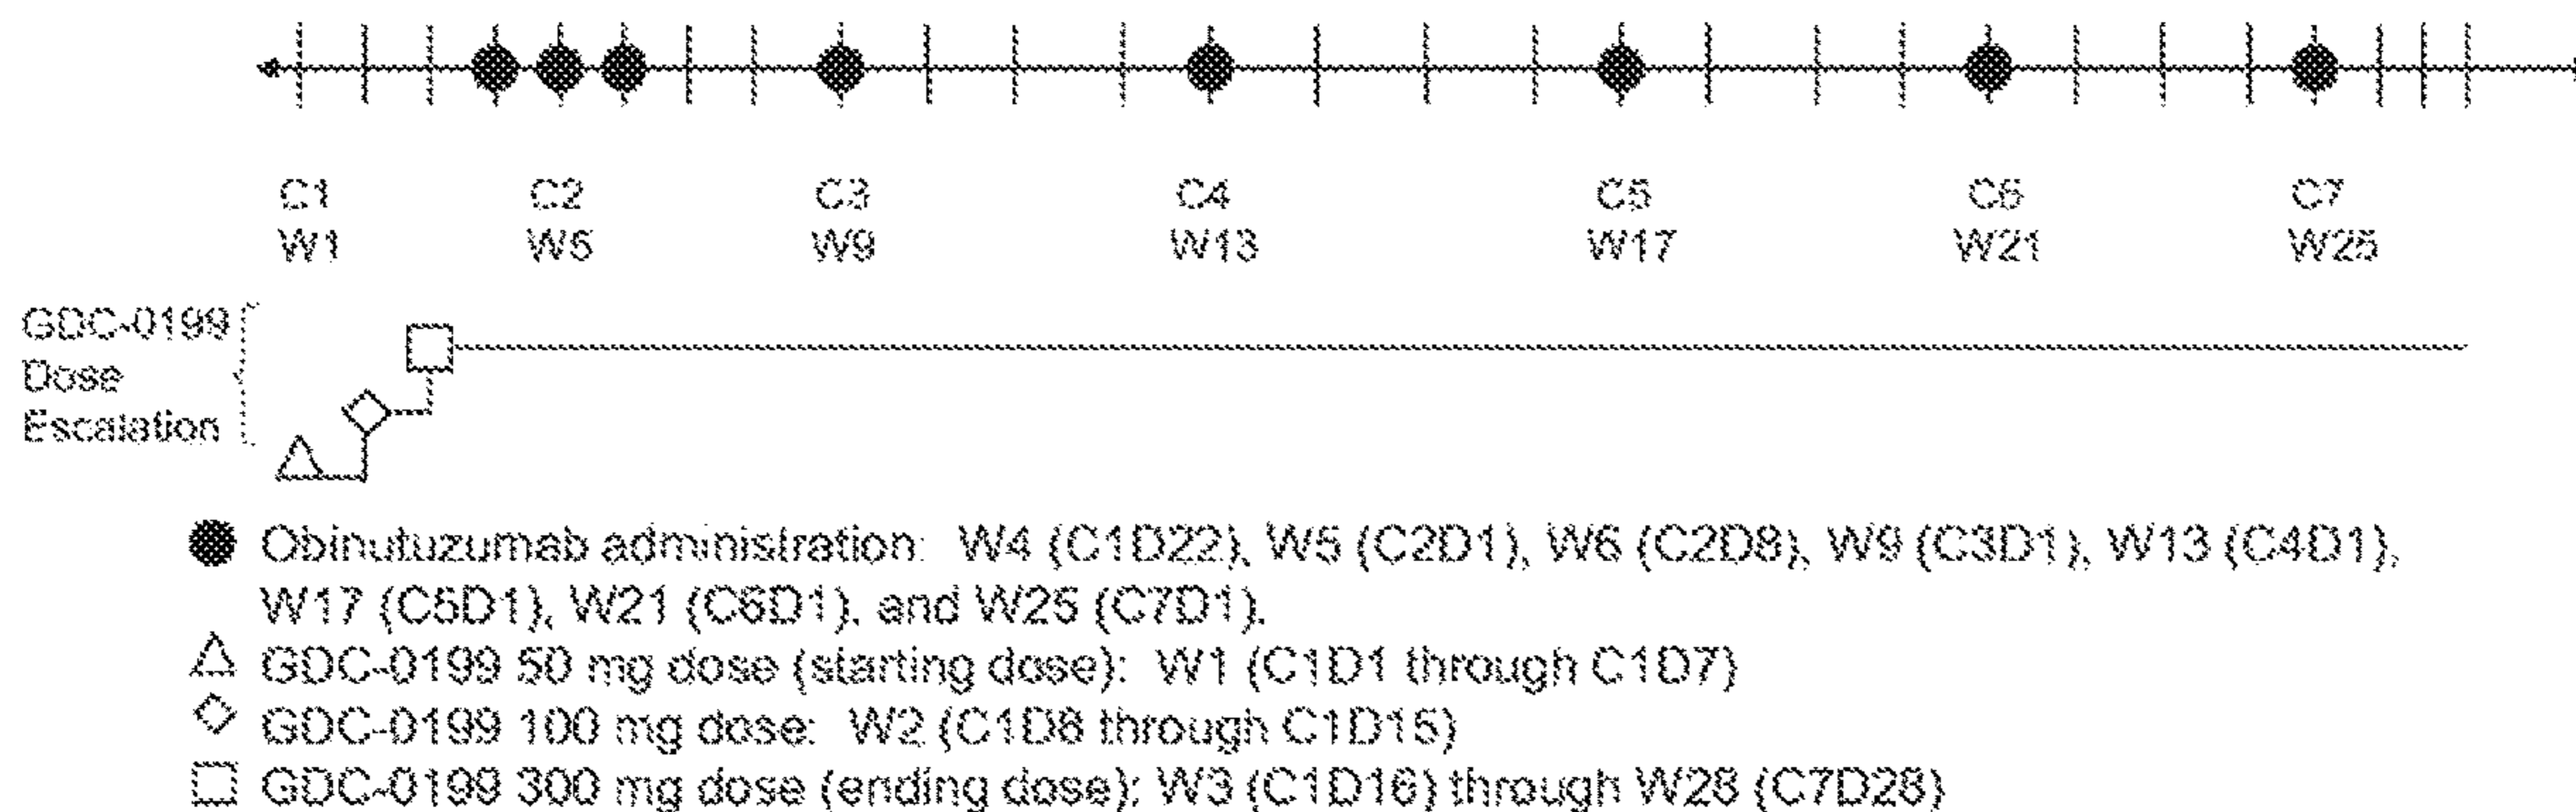 C1 C2 C3 C4 C5 C6 C7
W1 W5 W9 W13 W17 W21 W25
GDC-0199
Dose
Escalation
Obinutuzumab administration: W4 (C1D22), W5 (C2D1), W6 (C2D8), W9 (C3D1), W13 (C4D1),
W17 (C5D1), W21 (C6D1), and W25 (C7D1).
GDC-0199 50 mg dose (starting dose): W1 (C1D1 through C1D7)
GDC-0199 100 mg dose: W2 (C1D8 through C1D15)
GDC-0199 300 mg dose (ending dose): W3 (C1D16) through W28 (C7D28)